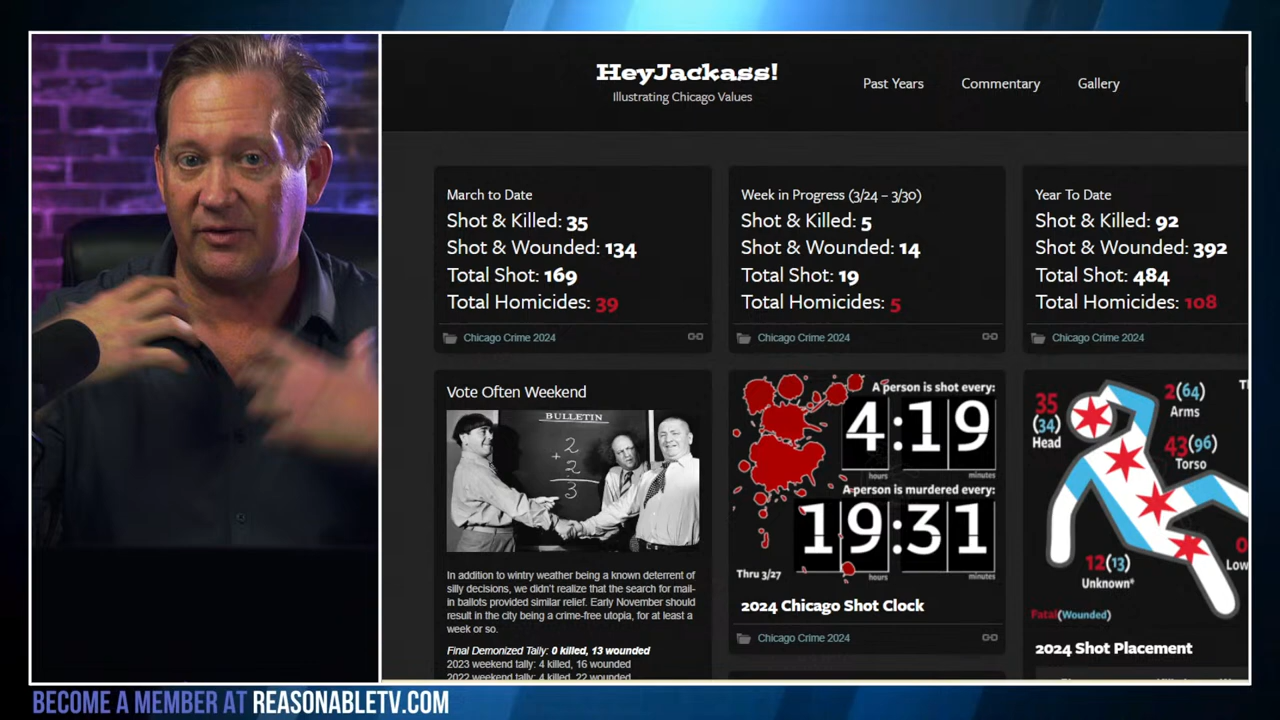 HeyJackass!
Illustrating Chicago Values
Past Years
Commentary
Gallery
March to Date
Shot & Killed: 35
Shot & Wounded: 134
Total Shot: 169
Total Homicides: 39
Chicago Crime 2024
Week in Progress (3/24 – 3/30)
Shot & Killed: 5
Shot & Wounded: 14
Total Shot: 19
Total Homicides: 5
Chicago Crime 2024
Year To Date
Shot & Killed: 92
Shot & Wounded: 392
Total Shot: 484
Total Homicides: 108
Chicago Crime 2024
Vote Often Weekend
BULLETIN
2
+2
3
In addition to wintry weather being a known deterrent of
silly decisions, we didn't realize that the search for mail-
in ballots provided similar relief. Early November should
result in the city being a crime-free utopia, for at least a
week or so.
Final Demonized Tally: 0 killed, 13 wounded
2023 weekend tally: 4 killed, 16 wounded
2022 weekend tally: 4 killed, 22 wounded
A person is shot every:
4:19
hours minutes
A person is murdered every:
19:31
hours minutes
Thru 3/27
2024 Chicago Shot Clock
Chicago Crime 2024
35
(34)
Head
2(64)
Arms
43(96)
Torso
12(13)
Unknown*
Fatal(Wounded)
2024 Shot Placement
BECOME A MEMBER AT REASONABLETV.COM